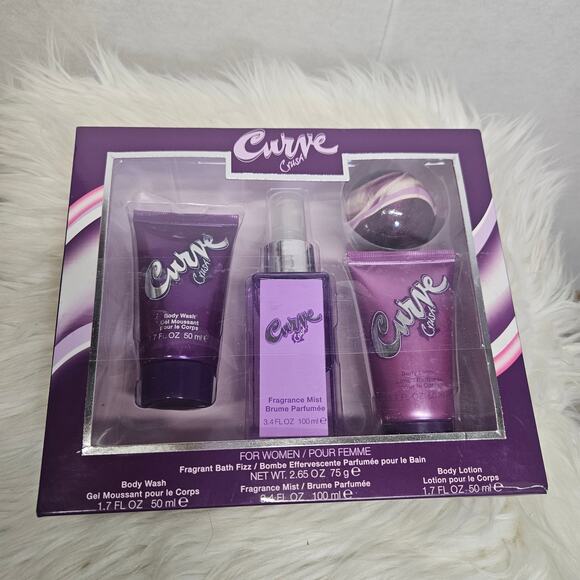 Curve
Crush
Curve
Crush
Body Wash
Gel Moussant
pour le Corps
1.7 FL OZ 50 ml e
Curve
Fragrance Mist
Brume Parfumée
3.4 FL OZ 100 ml e
Curve
Crush
Body Lotion
FOR WOMEN / POUR FEMME
Fragrant Bath Fizz / Bombe Effervescente Parfumée pour le Bain
NET WT. 2.65 OZ 75 g e
Body Wash
Gel Moussant pour le Corps
1.7 FL OZ 50 ml e
Fragrance Mist / Brume Parfumée
3.4 FL OZ 100 ml e
Body Lotion
Lotion pour le Corps
1.7 FL OZ 50 ml e